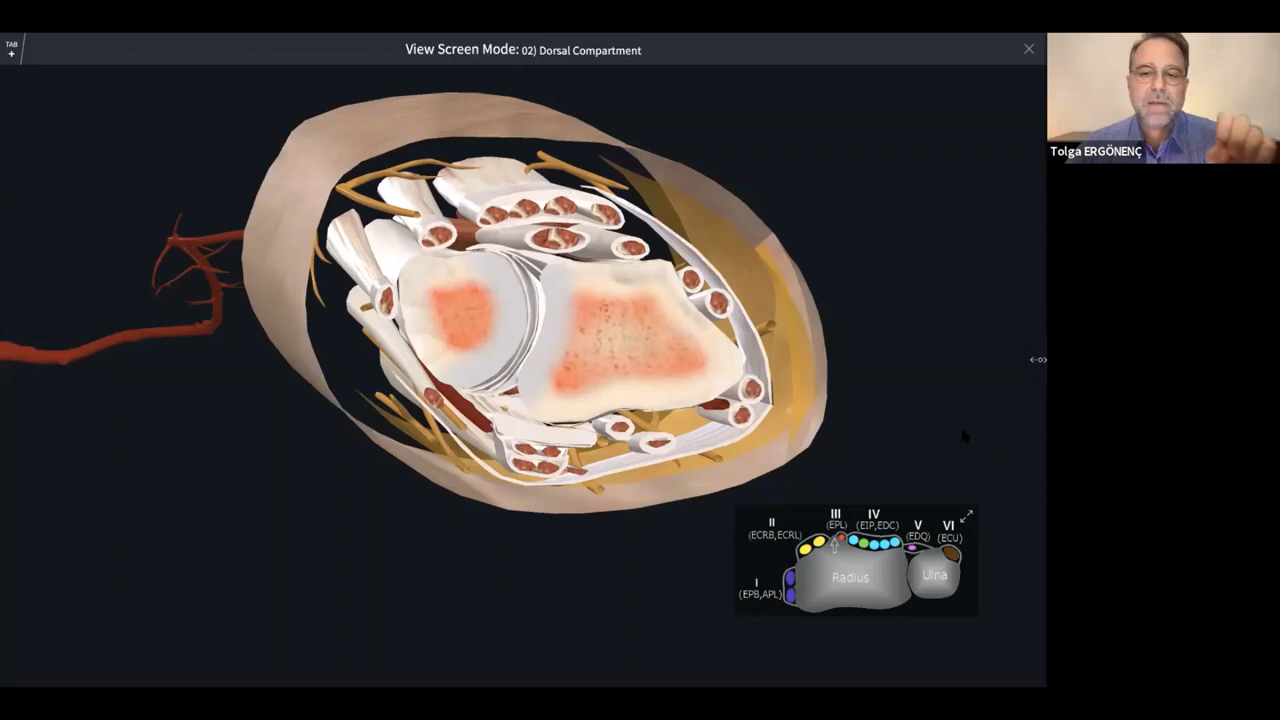 TAB
+
View Screen Mode: 02) Dorsal Compartment
Tolga ERGÖNENÇ
II
(ECRB,ECRL)
III
(EPL)
IV
(EIP,EDC)
V
(EDQ)
VI
(ECU)
I
(EPB,APL)
Radius
Ulna